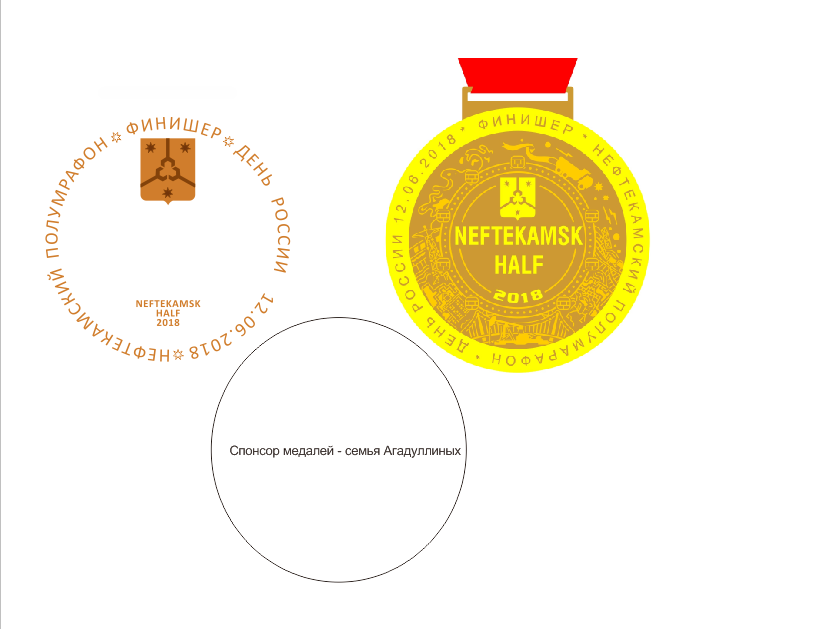 НЕФТЕКАМСКИЙ ПОЛУМРАФОН ФИНИШЕР ДЕНЬ РОССИИ 12.06.2018
NEFTEKAMSK
HALF
2018
ДЕНЬ РОССИИ 12.06.2018 * ФИНИШЕР * НЕФТЕКАМСКИЙ ПОЛУМАРАФОН *
NEFTEKAMSK
HALF
2018
Спонсор медалей - семья Агадуллиных